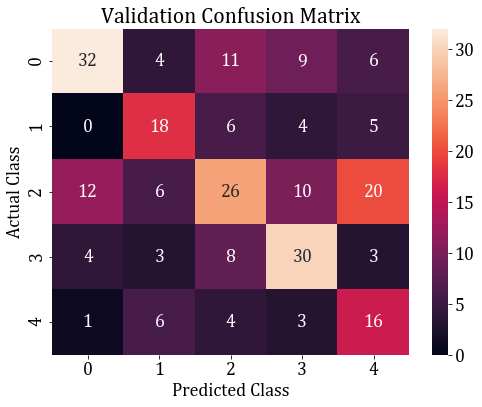 Validation Confusion Matrix
Actual Class
0 32 4 11 9 6
1 0 18 6 4 5
2 12 6 26 10 20
3 4 3 8 30 3
4 1 6 4 3 16
0 1 2 3 4
Predicted Class
30
25
20
15
10
5
0